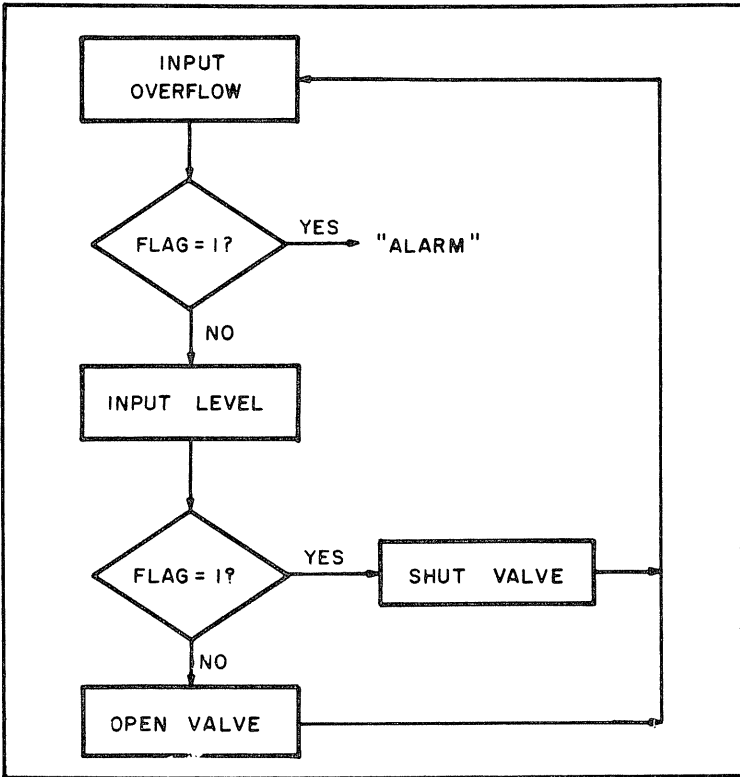 INPUT
OVERFLOW
FLAG = 1?
YES
"ALARM"
NO
INPUT LEVEL
FLAG = 1?
YES
SHUT VALVE
NO
OPEN VALVE